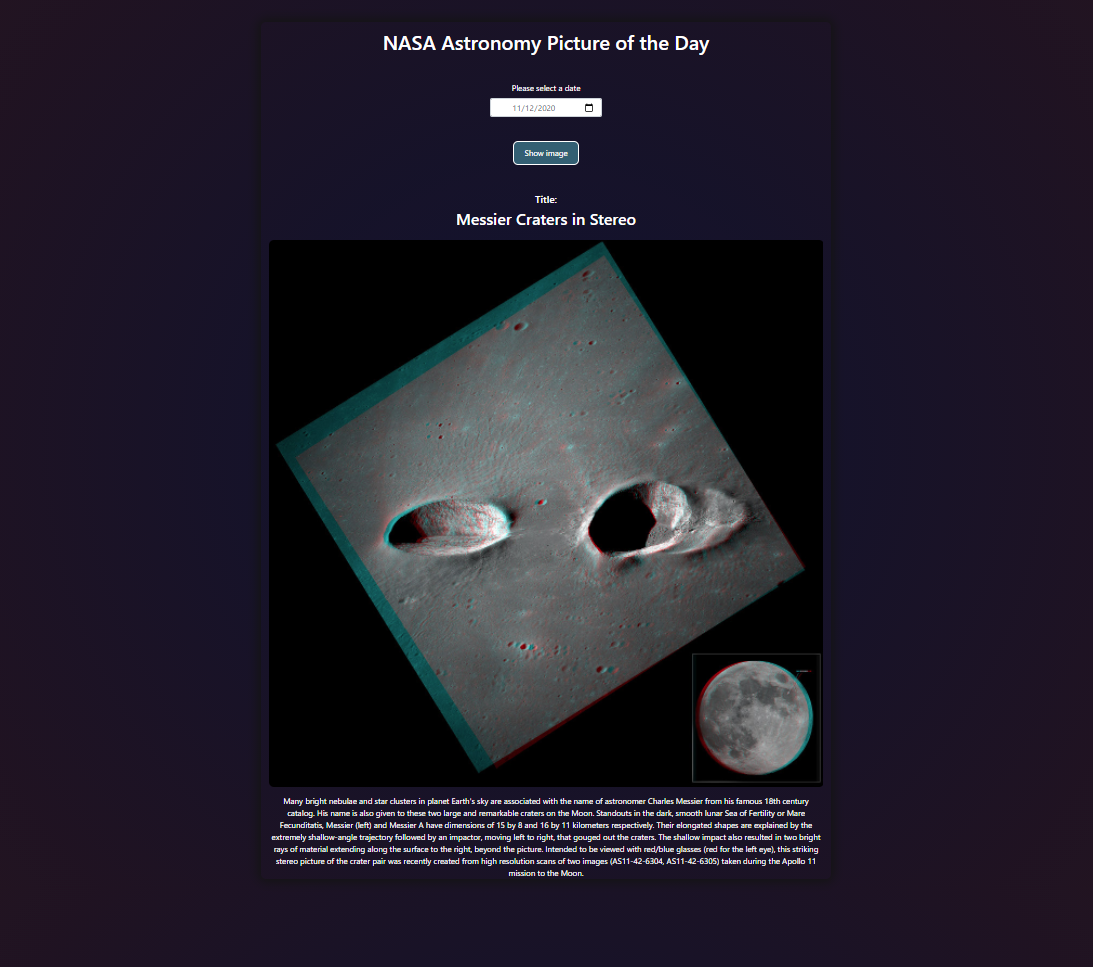 NASA Astronomy Picture of the Day
Please select a date
11/12/2020
Show image
Title:
Messier Craters in Stereo
Many bright nebulae and star clusters in planet Earth's sky are associated with the name of astronomer Charles Messier from his famous 18th century
catalog. His name is also given to these two large and remarkable craters on the Moon. Standouts in the dark, smooth lunar Sea of Fertility or Mare
Fecunditatis, Messier (left) and Messier A have dimensions of 15 by 8 and 16 by 11 kilometers respectively. Their elongated shapes are explained by the
extremely shallow-angle trajectory followed by an impactor, moving left to right, that gouged out the craters. The shallow impact also resulted in two bright
rays of material extending along the surface to the right, beyond the picture. Intended to be viewed with red/blue glasses (red for the left eye), this striking
stereo picture of the crater pair was recently created from high resolution scans of two images (AS11-42-6304, AS11-42-6305) taken during the Apollo 11
mission to the Moon.